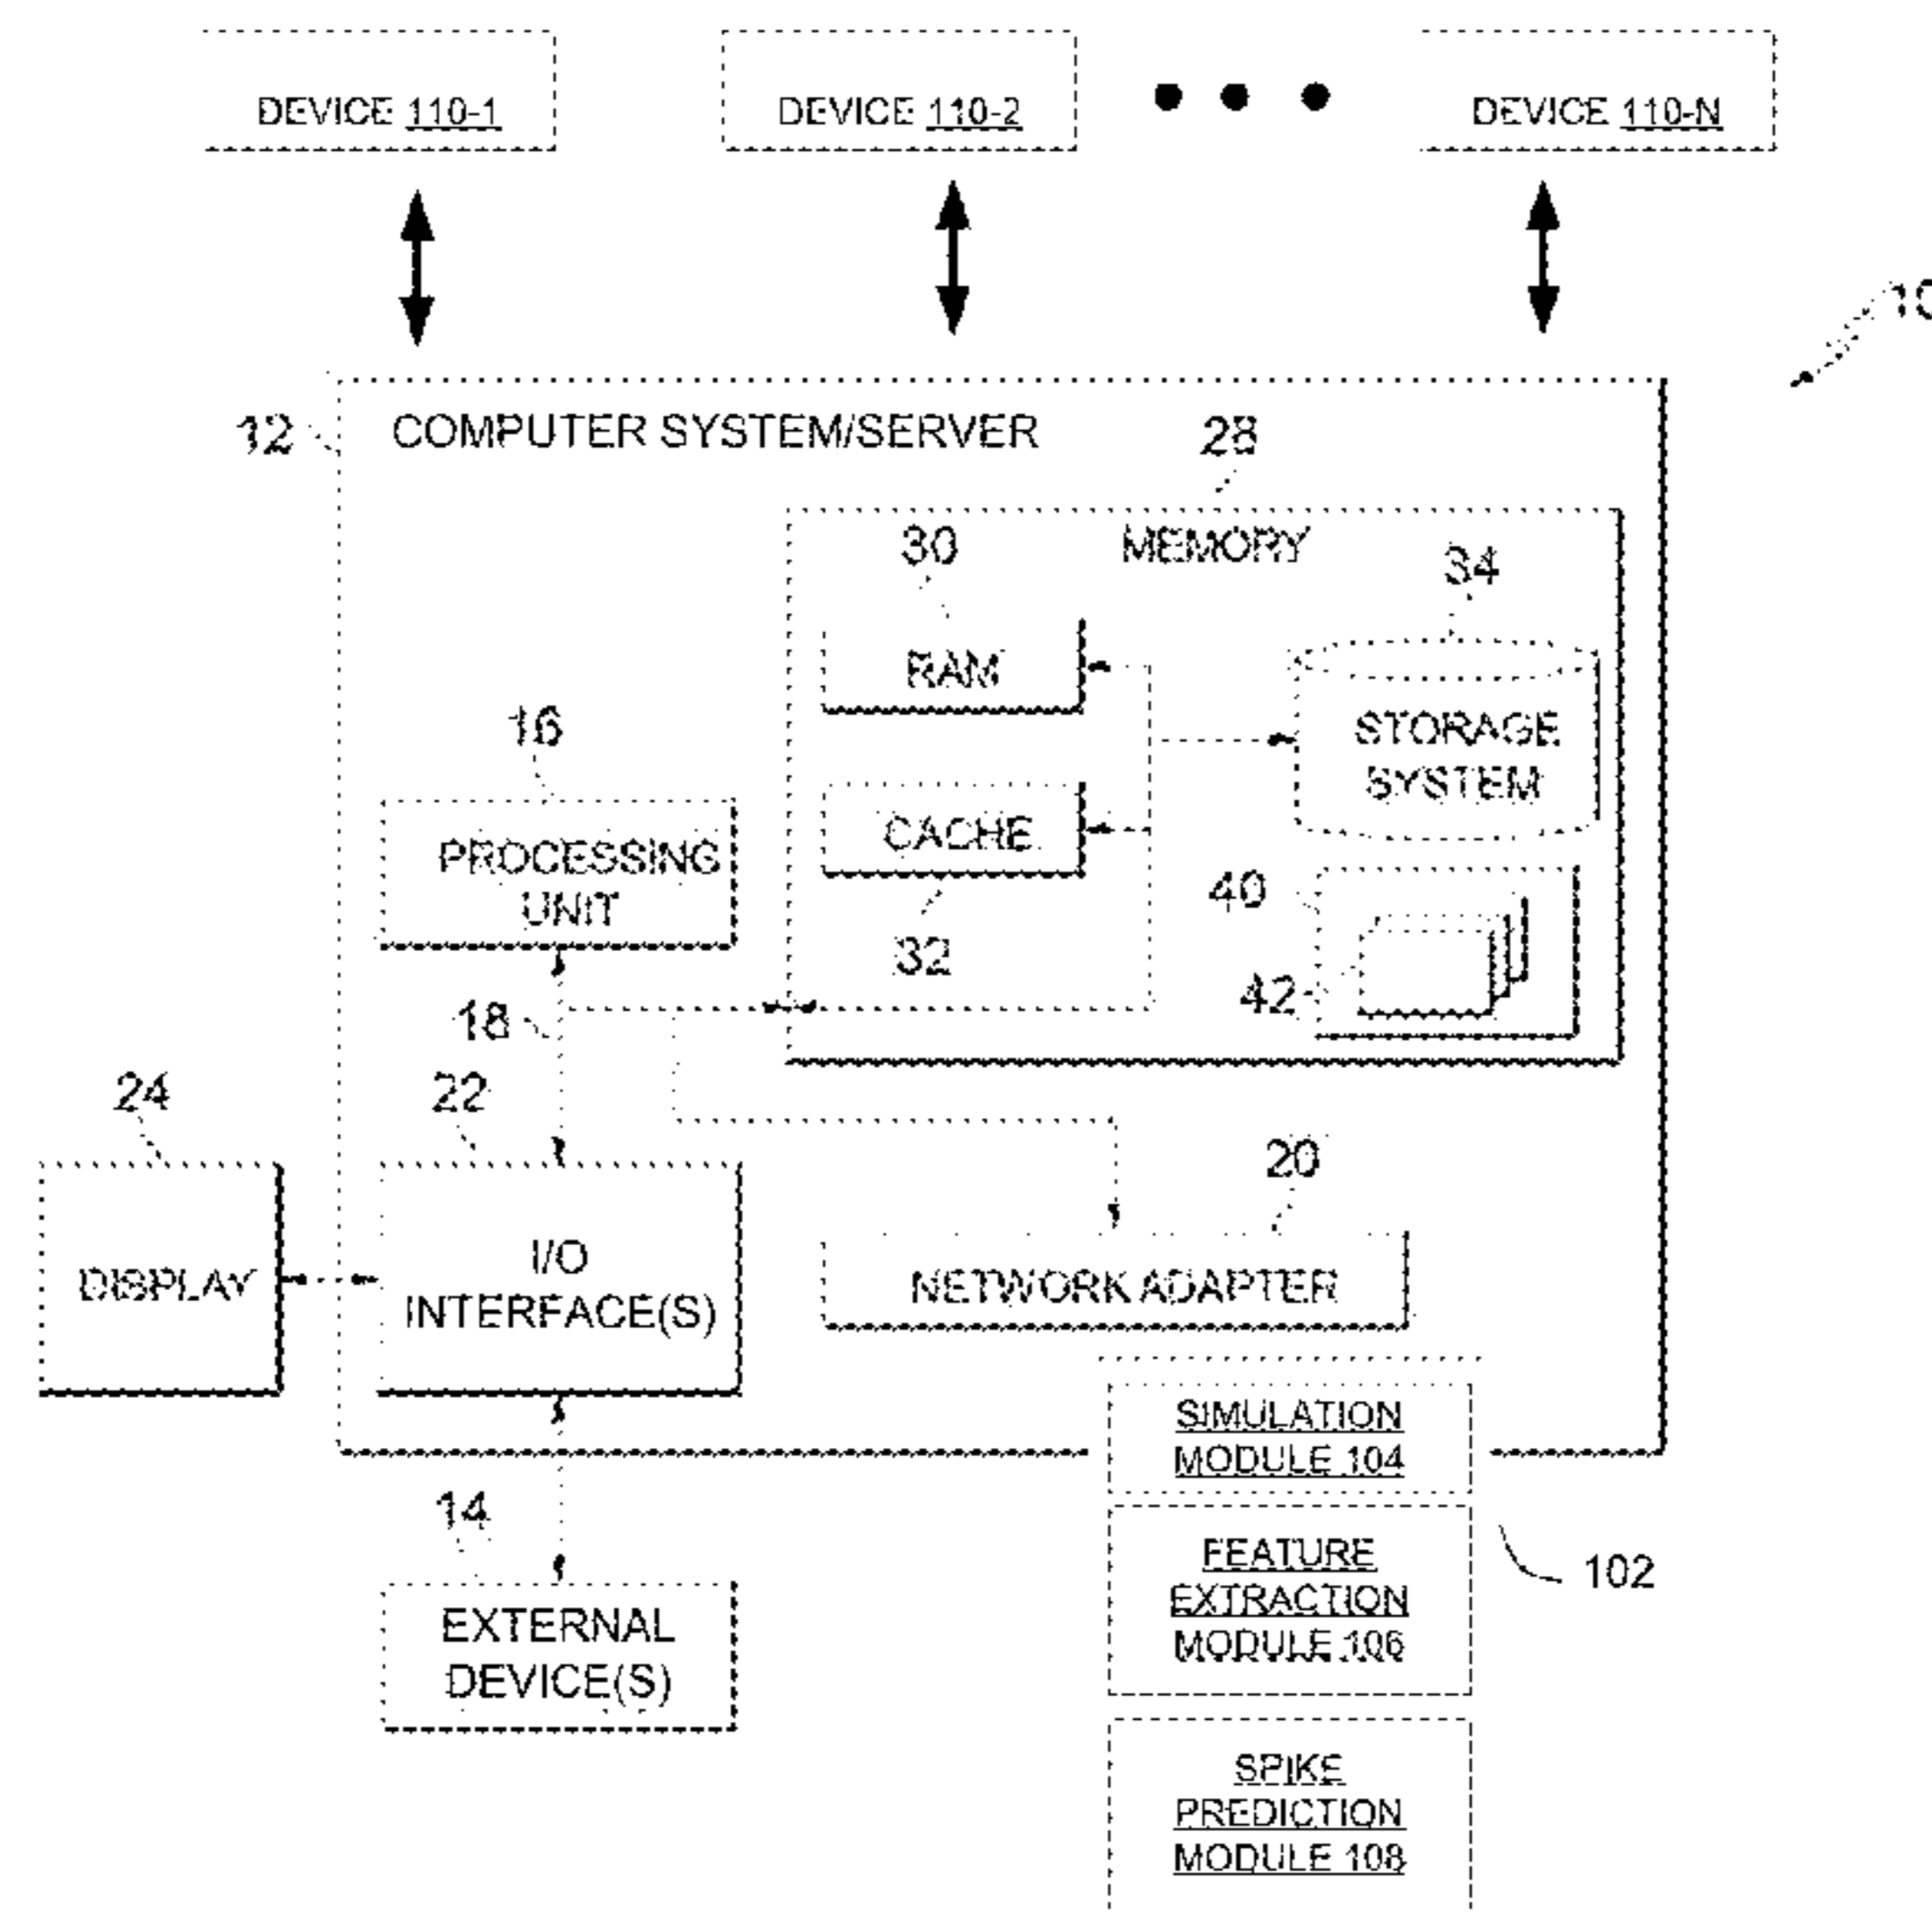 DEVICE 110-1
DEVICE 110-2
DEVICE 110-N
10
12
COMPUTER SYSTEM/SERVER
28
30
MEMORY
34
RAM
16
STORAGE
SYSTEM
CACHE
PROCESSING
UNIT
40
32
42
18
24
22
20
I/O
INTERFACE(S)
DISPLAY
NETWORK ADAPTER
SIMULATION
MODULE 104
14
FEATURE
EXTRACTION
MODULE 106
102
EXTERNAL
DEVICE(S)
SPIKE
PREDICTION
MODULE 108